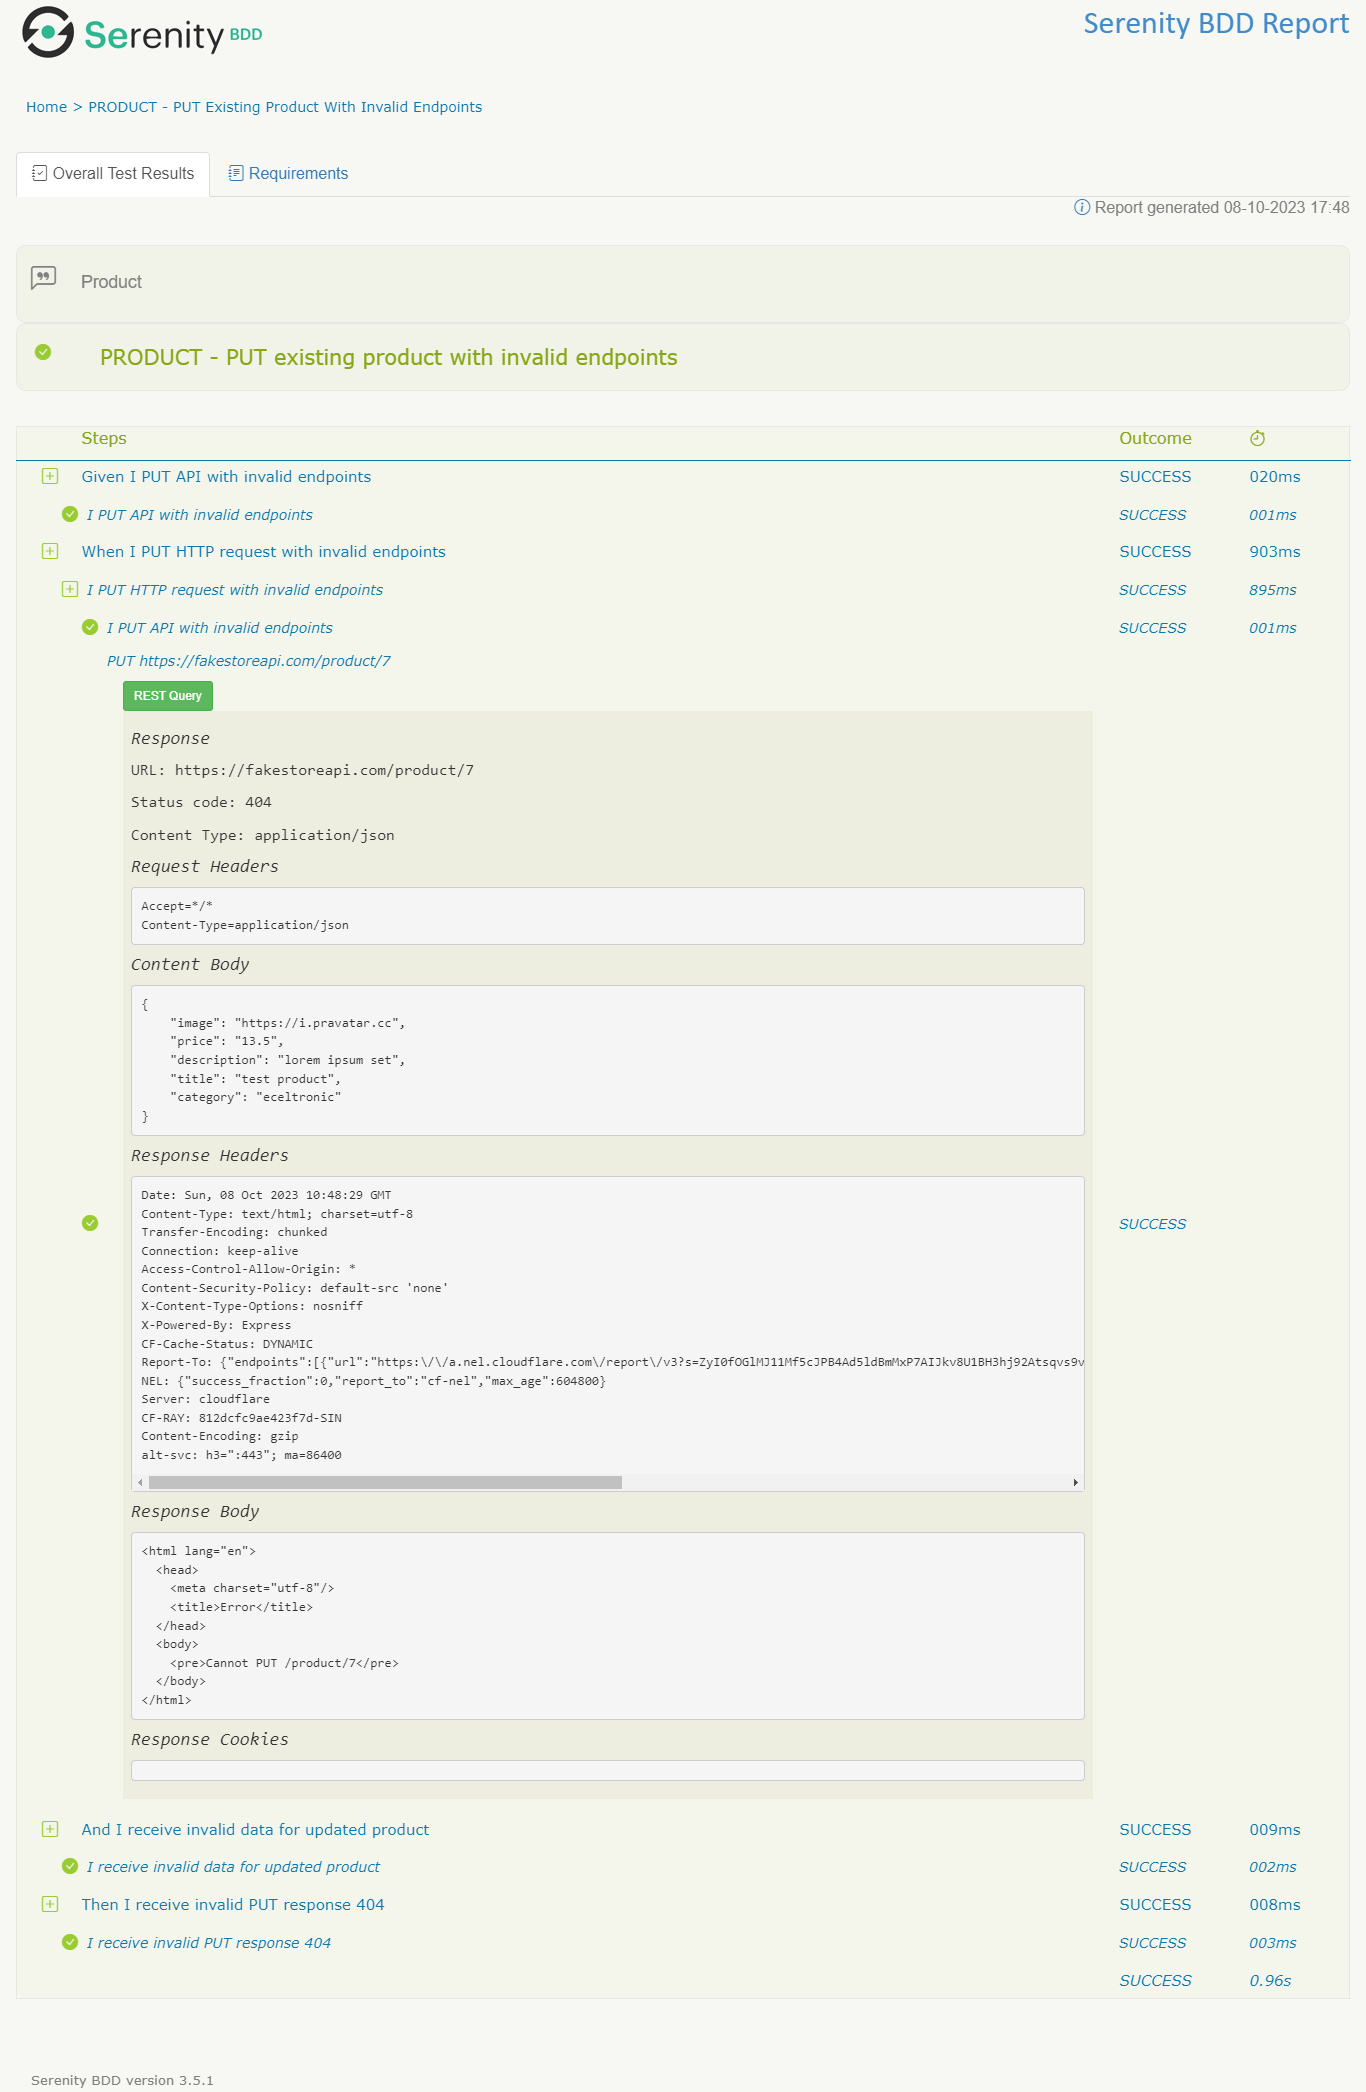 Serenity BDD
Serenity BDD Report
Home > PRODUCT - PUT Existing Product With Invalid Endpoints
Overall Test Results
Requirements
Report generated 08-10-2023 17:48
Product
PRODUCT - PUT existing product with invalid endpoints
Steps Outcome
Given I PUT API with invalid endpoints SUCCESS 020ms
I PUT API with invalid endpoints SUCCESS 001ms
When I PUT HTTP request with invalid endpoints SUCCESS 903ms
I PUT HTTP request with invalid endpoints SUCCESS 895ms
I PUT API with invalid endpoints SUCCESS 001ms
PUT https://fakestoreapi.com/product/7
REST Query
Response
URL: https://fakestoreapi.com/product/7
Status code: 404
Content Type: application/json
Request Headers
Accept=*/*
Content-Type=application/json
Content Body
{
"image": "https://i.pravatar.cc",
"price": "13.5",
"description": "lorem ipsum set",
"title": "test product",
"category": "eceltronic"
}
Response Headers
Date: Sun, 08 Oct 2023 10:48:29 GMT
Content-Type: text/html; charset=utf-8
Transfer-Encoding: chunked
Connection: keep-alive
Access-Control-Allow-Origin: *
Content-Security-Policy: default-src 'none'
X-Content-Type-Options: nosniff
X-Powered-By: Express
CF-Cache-Status: DYNAMIC
Report-To: {"endpoints":[{"url":"https:\/\/a.nel.cloudflare.com\/report\/v3?s=ZyI0fOGlMJ11Mf5cJPB4Ad5ldBmMxP7AIJkv8U1BH3hj92Atsqvs9v
NEL: {"success_fraction":0,"report_to":"cf-nel","max_age":604800}
Server: cloudflare
CF-RAY: 812dcfc9ae423f7d-SIN
Content-Encoding: gzip
alt-svc: h3=":443"; ma=86400
SUCCESS
Response Body
<html lang="en">
<head>
<meta charset="utf-8"/>
<title>Error</title>
</head>
<body>
<pre>Cannot PUT /product/7</pre>
</body>
</html>
Response Cookies
And I receive invalid data for updated product SUCCESS 009ms
I receive invalid data for updated product SUCCESS 002ms
Then I receive invalid PUT response 404 SUCCESS 008ms
I receive invalid PUT response 404 SUCCESS 003ms
SUCCESS 0.96s
Serenity BDD version 3.5.1